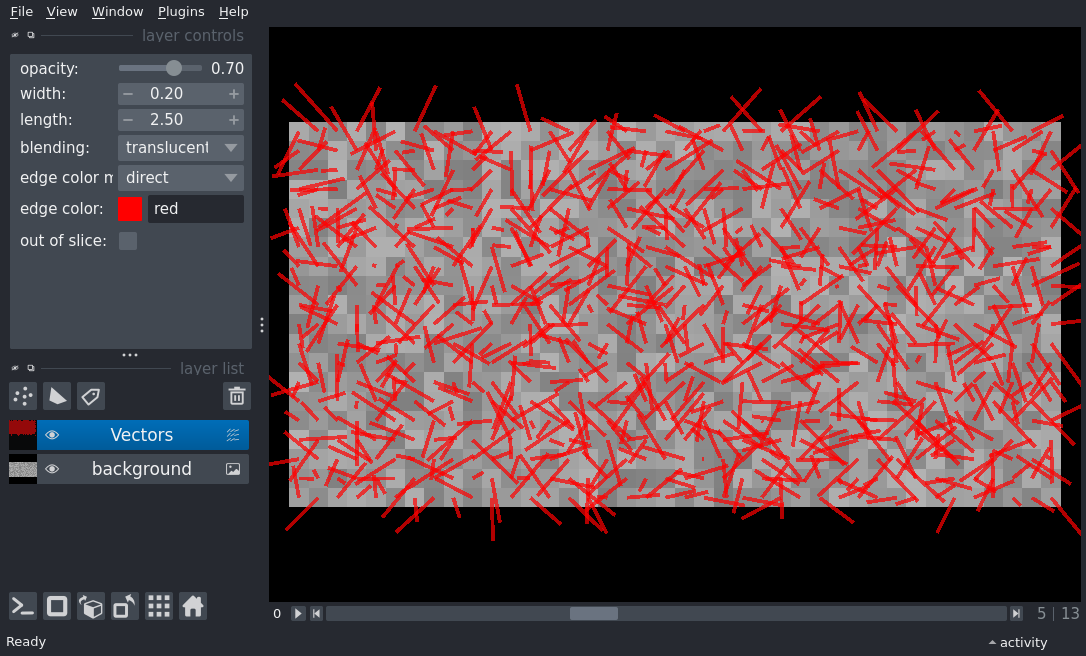 File View Window Plugins Help
layer controls
opacity: 0.70
width: − 0.20 +
length: − 2.50 +
blending: translucent
edge color m direct
edge color: red
out of slice:
layer list
Vectors
background
0 5 | 13
Ready activity